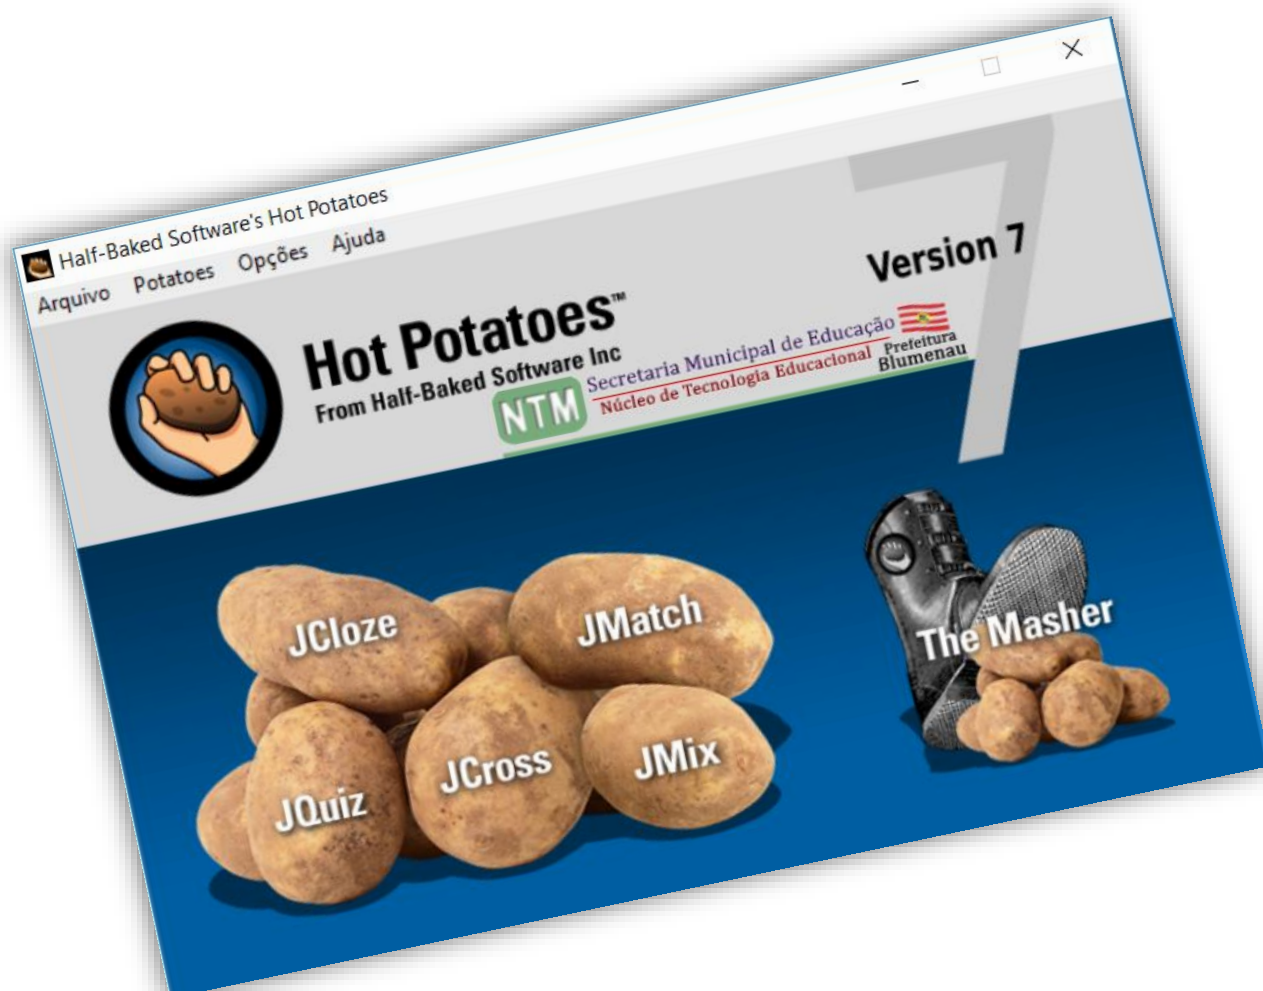 Half-Baked Software's Hot Potatoes
Arquivo Potatoes Opções Ajuda
Hot Potatoes™
From Half-Baked Software Inc
Version 7
7
NTM
Secretaria Municipal de Educação
Núcleo de Tecnologia Educacional
Prefeitura
Blumenau
JCloze
JMatch
The Masher
JQuiz
JCross
JMix